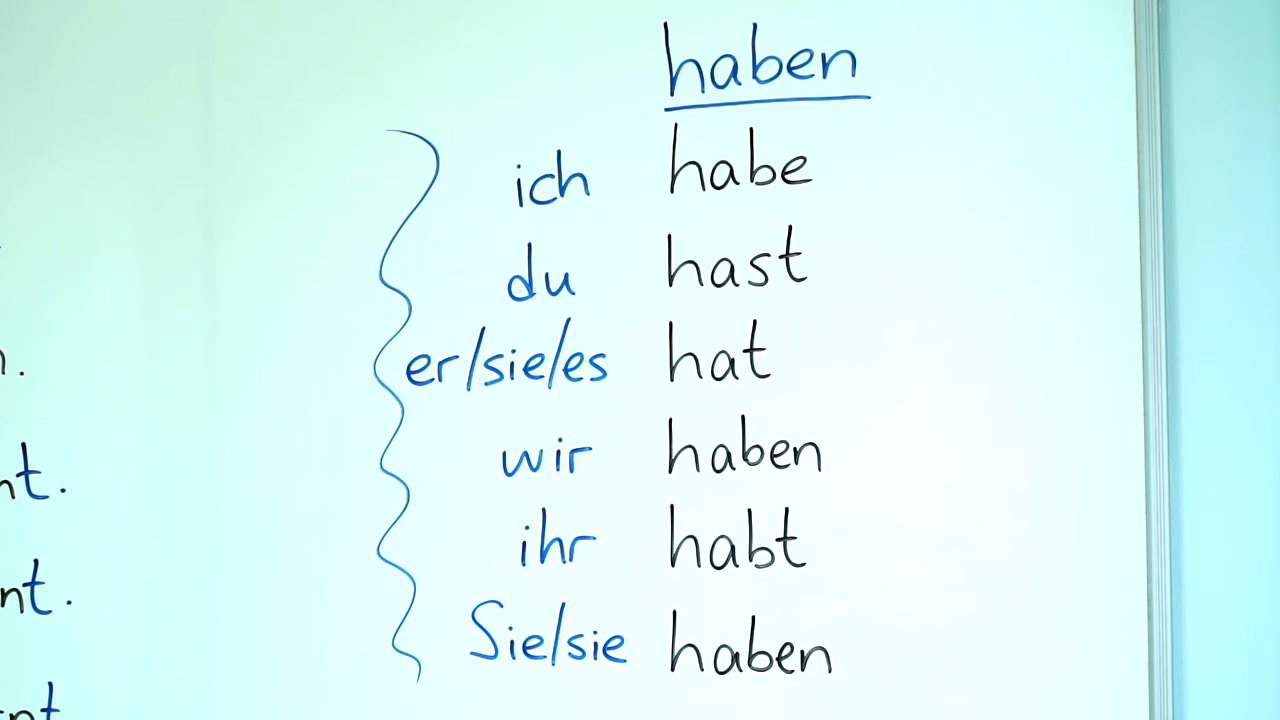 haben
ich habe
du hast
er/sie/es hat
wir haben
ihr habt
Sie/sie haben